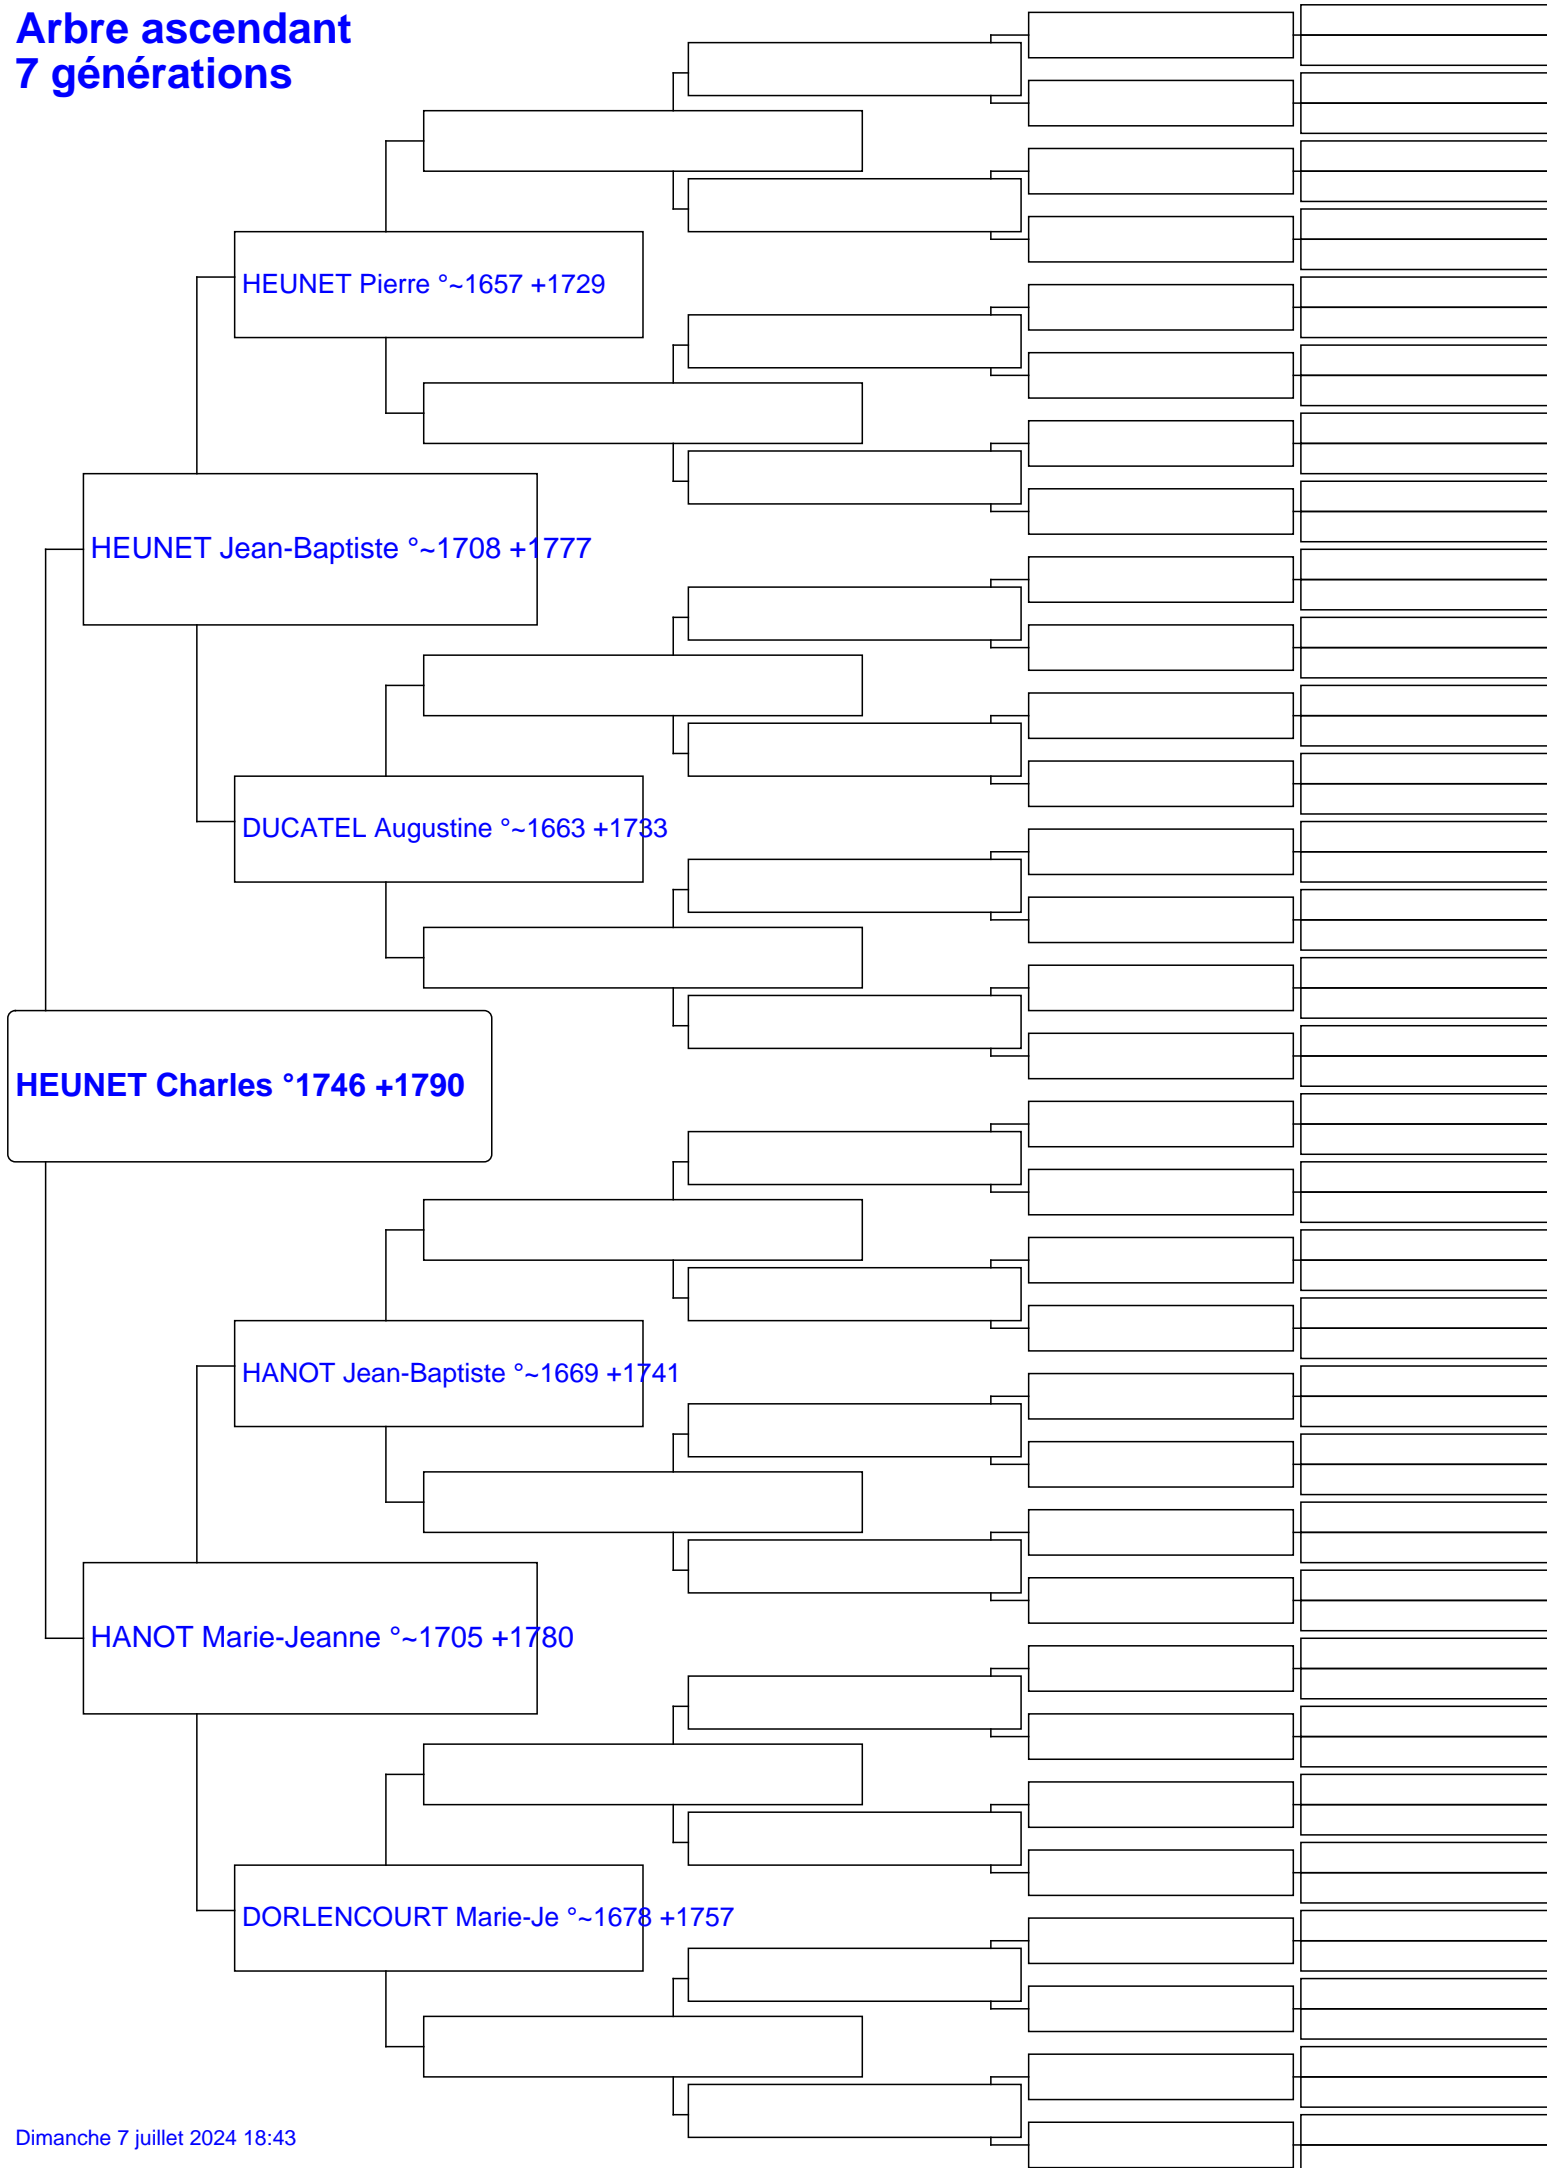 Arbre ascendant
7 générations
HEUNET Pierre °~1657 +1729
HEUNET Jean-Baptiste °~1708 +1777
DUCATEL Augustine °~1663 +1733
HEUNET Charles °1746 +1790
HANOT Jean-Baptiste °~1669 +1741
HANOT Marie-Jeanne °~1705 +1780
DORLENCOURT Marie-Je °~1678 +1757
Dimanche 7 juillet 2024 18:43